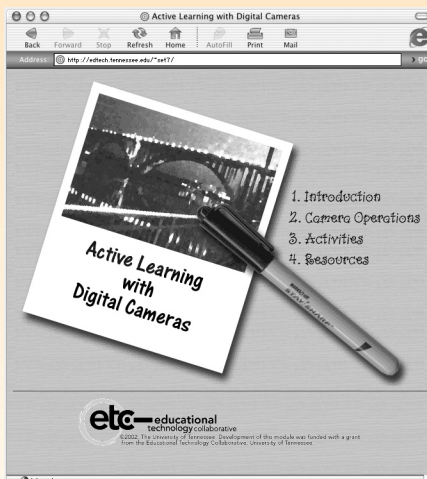 Active Learning with Digital Cameras
Back Forward Stop Refresh Home AutoFill Print Mail
Address: http://edtech.tennessee.edu/~set7/ go
Active Learning
with
Digital Cameras
1. Introduction
2. Camera Operations
3. Activities
4. Resources
STAY SHARP
etc educational
technology collaborative
©2002. The University of Tennessee. Development of this module was funded with a grant
from the Educational Technology Collaborative, University of Tennessee.